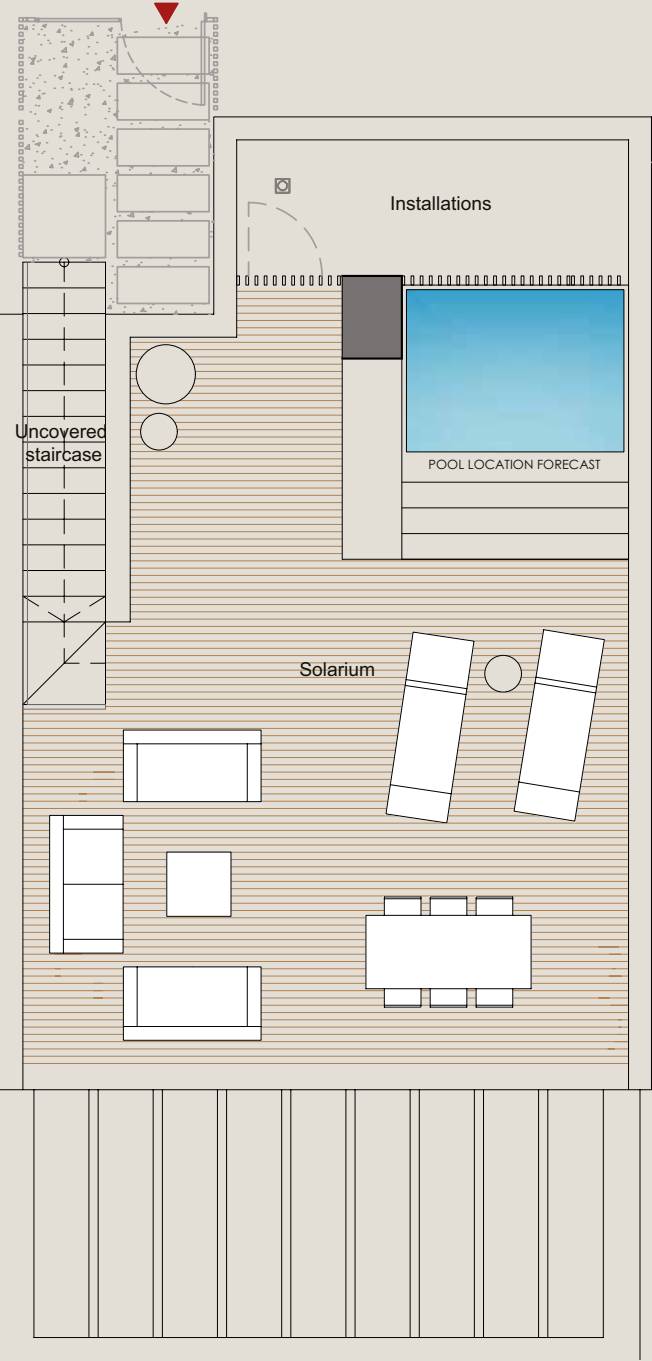 Installations
Uncovered
staircase
POOL LOCATION FORECAST
Solarium